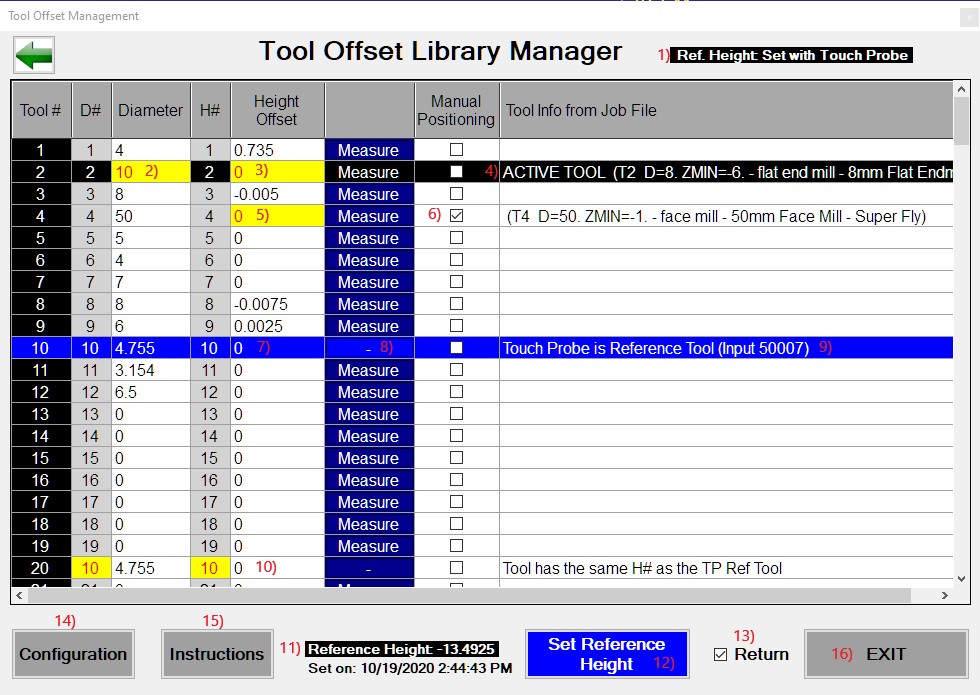 Tool Offset Management
Tool Offset Library Manager 1) Ref. Height: Set with Touch Probe
Tool # D# Diameter H# Height Offset Manual Positioning Tool Info from Job File
1 1 4 1 0.735 Measure
2 2 10 2) 2 0 3) Measure 4) ACTIVE TOOL (T2 D=8. ZMIN=-6. - flat end mill - 8mm Flat Endm
3 3 8 3 -0.005 Measure
4 4 50 4 0 5) Measure 6) (T4 D=50. ZMIN=-1. - face mill - 50mm Face Mill - Super Fly)
5 5 5 5 0 Measure
6 6 4 6 0 Measure
7 7 7 7 0 Measure
8 8 8 8 -0.0075 Measure
9 9 6 9 0.0025 Measure
10 10 4.755 10 0 7) - 8) Touch Probe is Reference Tool (Input 50007) 9)
11 11 3.154 11 0 Measure
12 12 6.5 12 0 Measure
13 13 0 13 0 Measure
14 14 0 14 0 Measure
15 15 0 15 0 Measure
16 16 0 16 0 Measure
17 17 0 17 0 Measure
18 18 0 18 0 Measure
19 19 0 19 0 Measure
20 10 4.755 10 0 10) - Tool has the same H# as the TP Ref Tool
14) Configuration
15) Instructions
11) Reference Height: -13.4925
Set on: 10/19/2020 2:44:43 PM
Set Reference
Height 12)
13)
Return
16) EXIT